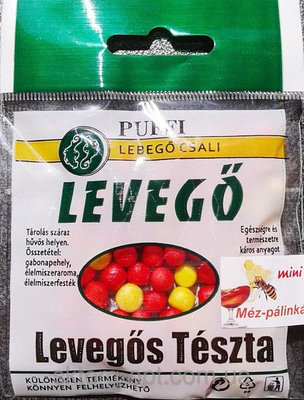 PUFFI
LEBEGŐ CSALI
LEVEGŐ
Tárolás száraz
hűvös helyen.
Összetétel:
gabonapehely,
élelmiszeraroma,
élelmiszerfesték
Egészségre és
természetre
káros anyagot
mini
Méz-pálinka
Levegős Tészta
KÜLÖNÖSEN TERMÉKENY
KÖNNYEN FELHELYEZHETŐ